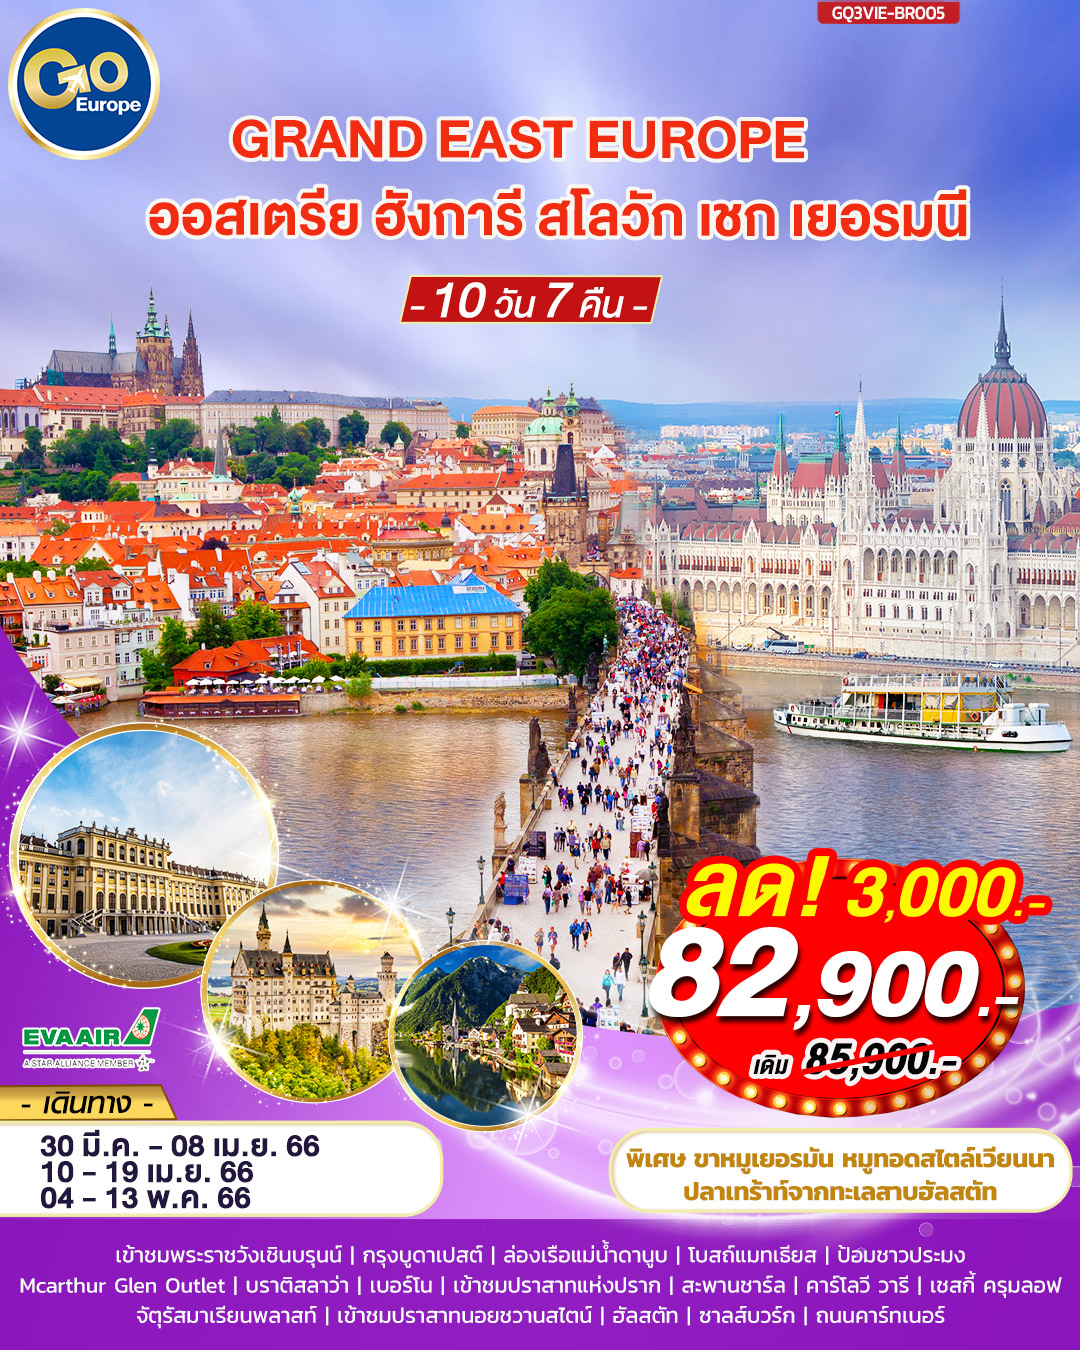 GQ3VIE-BR005
GO
Europe
GRAND EAST EUROPE
ออสเตรีย ฮังการี สโลวัก เชก เยอรมนี
- 10 วัน 7 คืน -
ลด! 3,000.-
82,900.-
เดิม 85,900.-
EVA AIR
A STAR ALLIANCE MEMBER
- เดินทาง -
30 มี.ค. - 08 เม.ย. 66
10 - 19 เม.ย. 66
04 - 13 พ.ค. 66
พิเศษ ขาหมูเยอรมัน หมูทอดสไตล์เวียนนา
ปลาเทร้าท์จากทะเลสาบฮัลสตัท
เข้าชมพระราชวังเชินบรุนน์ | กรุงบูดาเปสต์ | ล่องเรือแม่น้ำดานูบ | โบสถ์แมทเธียส | ป้อมชาวประมง
Mcarthur Glen Outlet | บราติสลาว่า | เบอร์โน | เข้าชมปราสาทแห่งปราก | สะพานชาร์ล | คาร์โลวี วารี | เชสกี้ ครุมลอฟ
จัตุรัสมาเรียนพลาสท์ | เข้าชมปราสาทนอยชวานสไตน์ | ฮัลสตัท | ซาลส์บวร์ก | ถนนคาร์ทเนอร์